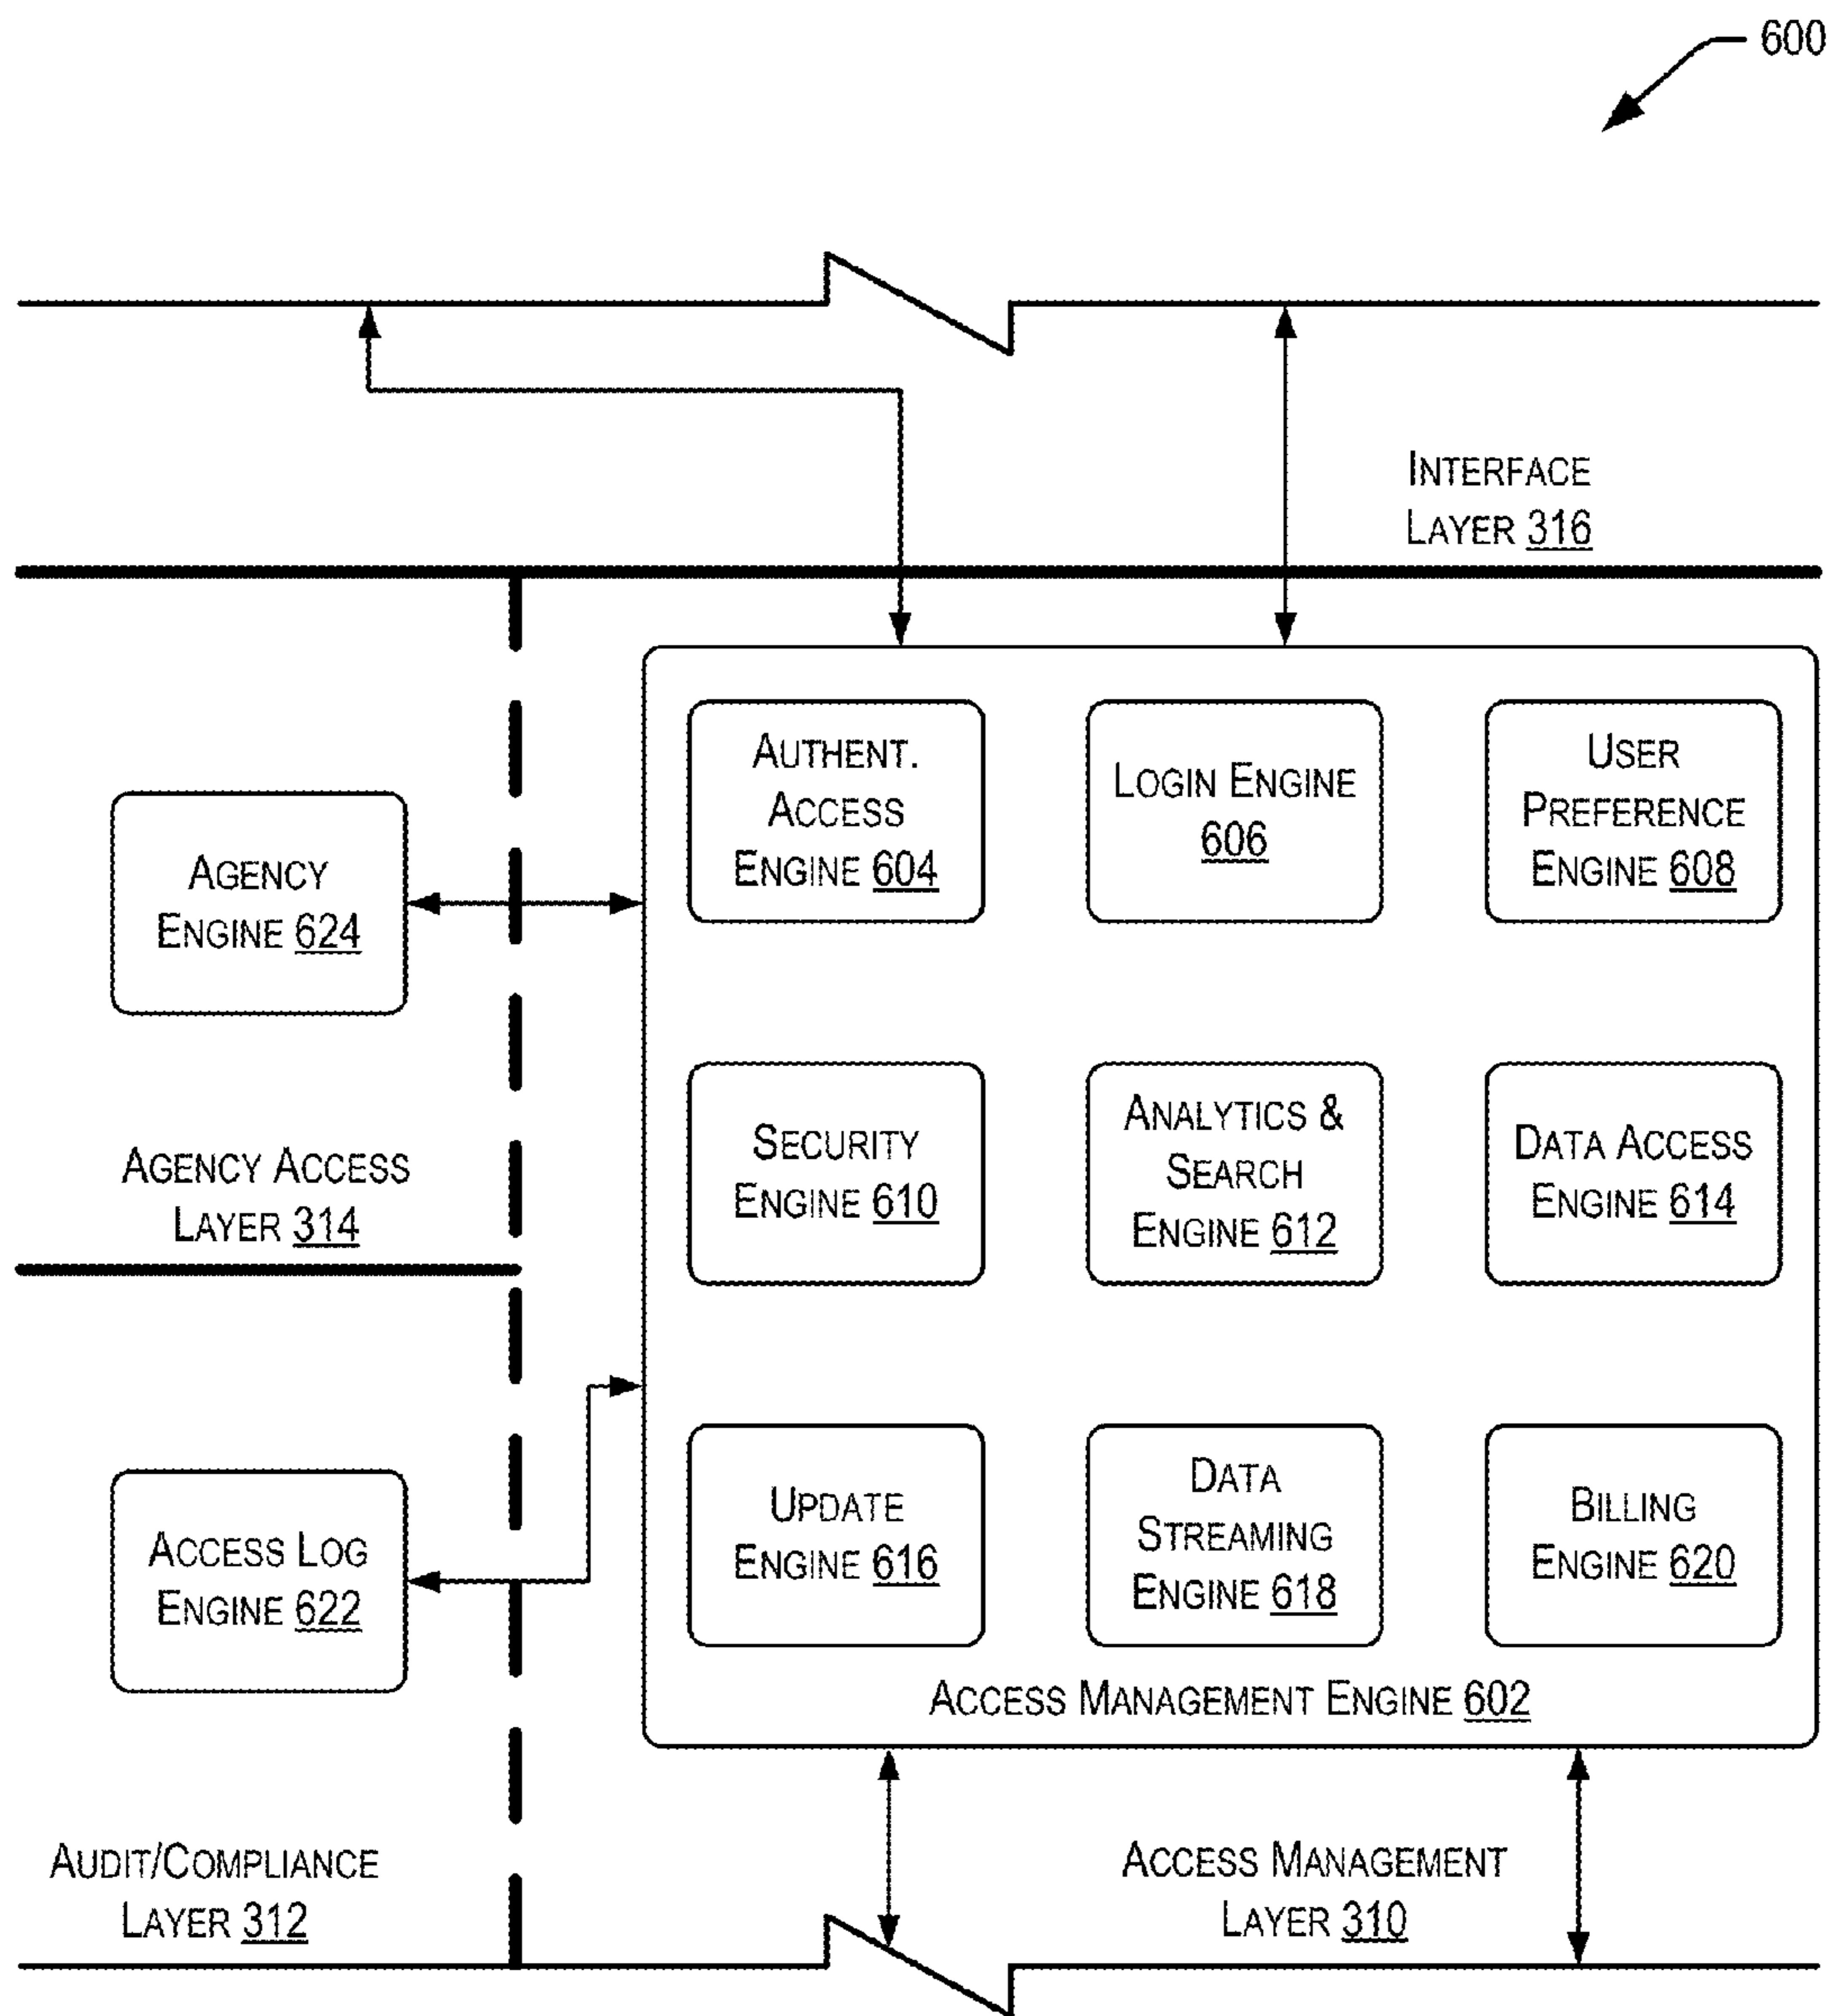 600
INTERFACE
LAYER 316
AUTHENT.
ACCESS
ENGINE 604
LOGIN ENGINE
606
USER
PREFERENCE
ENGINE 608
AGENCY
ENGINE 624
SECURITY
ENGINE 610
ANALYTICS &
SEARCH
ENGINE 612
DATA ACCESS
ENGINE 614
AGENCY ACCESS
LAYER 314
UPDATE
ENGINE 616
DATA
STREAMING
ENGINE 618
BILLING
ENGINE 620
ACCESS LOG
ENGINE 622
ACCESS MANAGEMENT ENGINE 602
AUDIT/COMPLIANCE
LAYER 312
ACCESS MANAGEMENT
LAYER 310